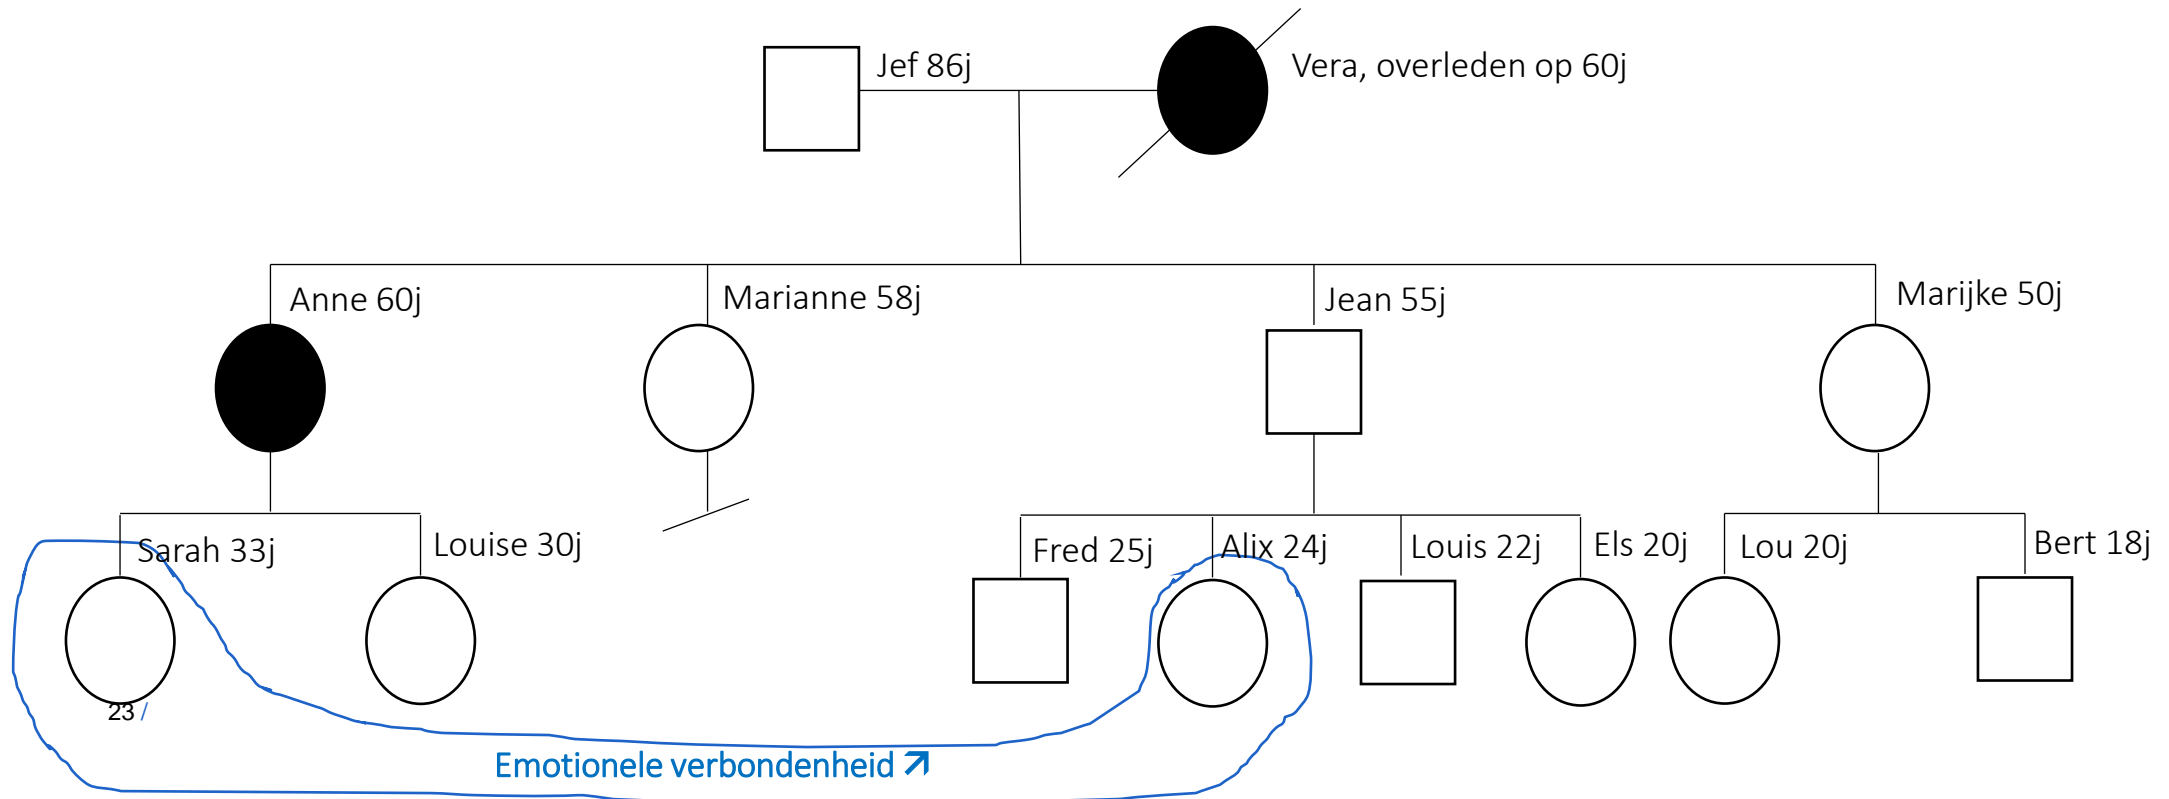 Jef 86j
Vera, overleden op 60j
Anne 60j
Marianne 58j
Jean 55j
Marijke 50j
Sarah 33j
Louise 30j
Fred 25j
Alix 24j
Louis 22j
Els 20j
Lou 20j
Bert 18j
23 /
Emotionele verbondenheid ↗